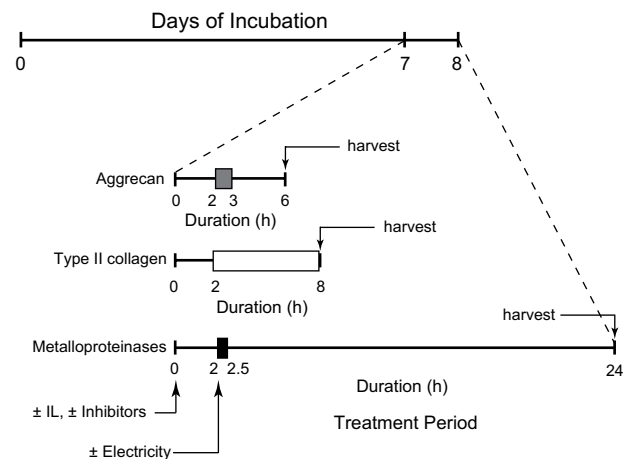 Days of Incubation
0 7 8
harvest
Aggrecan
0 2 3 6
Duration (h)
harvest
Type II collagen
0 2 8
Duration (h)
harvest
Metalloproteinases
0 2 2.5 24
Duration (h)
± IL, ± Inhibitors
Treatment Period
± Electricity